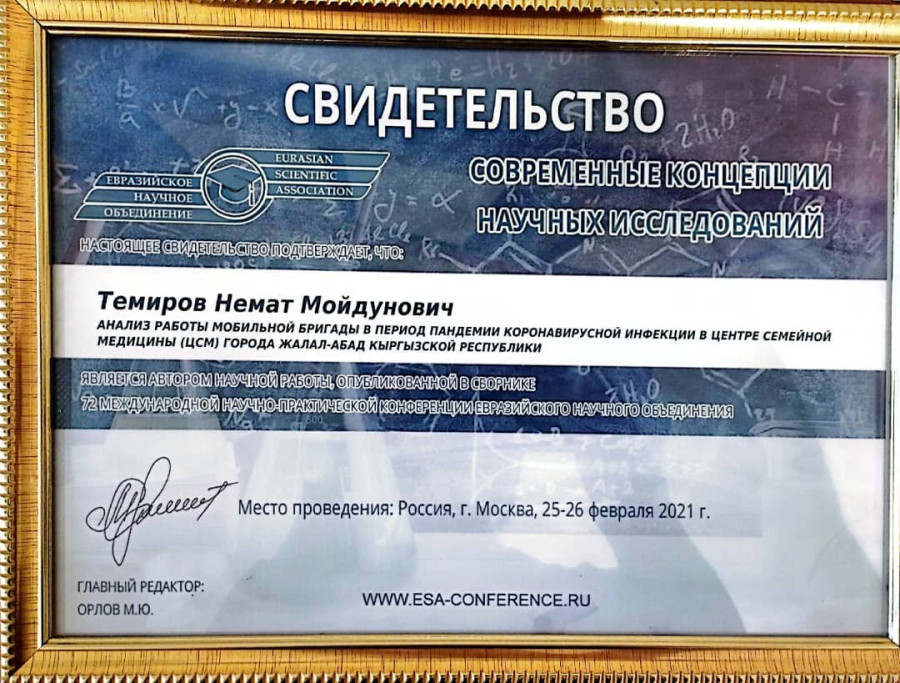 СВИДЕТЕЛЬСТВО
ЕВРАЗИЙСКОЕ
НАУЧНОЕ
ОБЪЕДИНЕНИЕ
EURASIAN
SCIENTIFIC
ASSOCIATION
СОВРЕМЕННЫЕ КОНЦЕПЦИИ
НАУЧНЫХ ИССЛЕДОВАНИЙ
НАСТОЯЩЕЕ СВИДЕТЕЛЬСТВО ПОДТВЕРЖДАЕТ, ЧТО:
Темиров Немат Мойдунович
АНАЛИЗ РАБОТЫ МОБИЛЬНОЙ БРИГАДЫ В ПЕРИОД ПАНДЕМИИ КОРОНАВИРУСНОЙ ИНФЕКЦИИ В ЦЕНТРЕ СЕМЕЙНОЙ
МЕДИЦИНЫ (ЦСМ) ГОРОДА ЖАЛАЛ-АБАД КЫРГЫЗСКОЙ РЕСПУБЛИКИ
ЯВЛЯЕТСЯ АВТОРОМ НАУЧНОЙ РАБОТЫ, ОПУБЛИКОВАННОЙ В СБОРНИКЕ
72 МЕЖДУНАРОДНОЙ НАУЧНО-ПРАКТИЧЕСКОЙ КОНФЕРЕНЦИИ ЕВРАЗИЙСКОГО НАУЧНОГО ОБЪЕДИНЕНИЯ
Место проведения: Россия, г. Москва, 25-26 февраля 2021 г.
ГЛАВНЫЙ РЕДАКТОР:
ОРЛОВ М.Ю.
WWW.ESA-CONFERENCE.RU